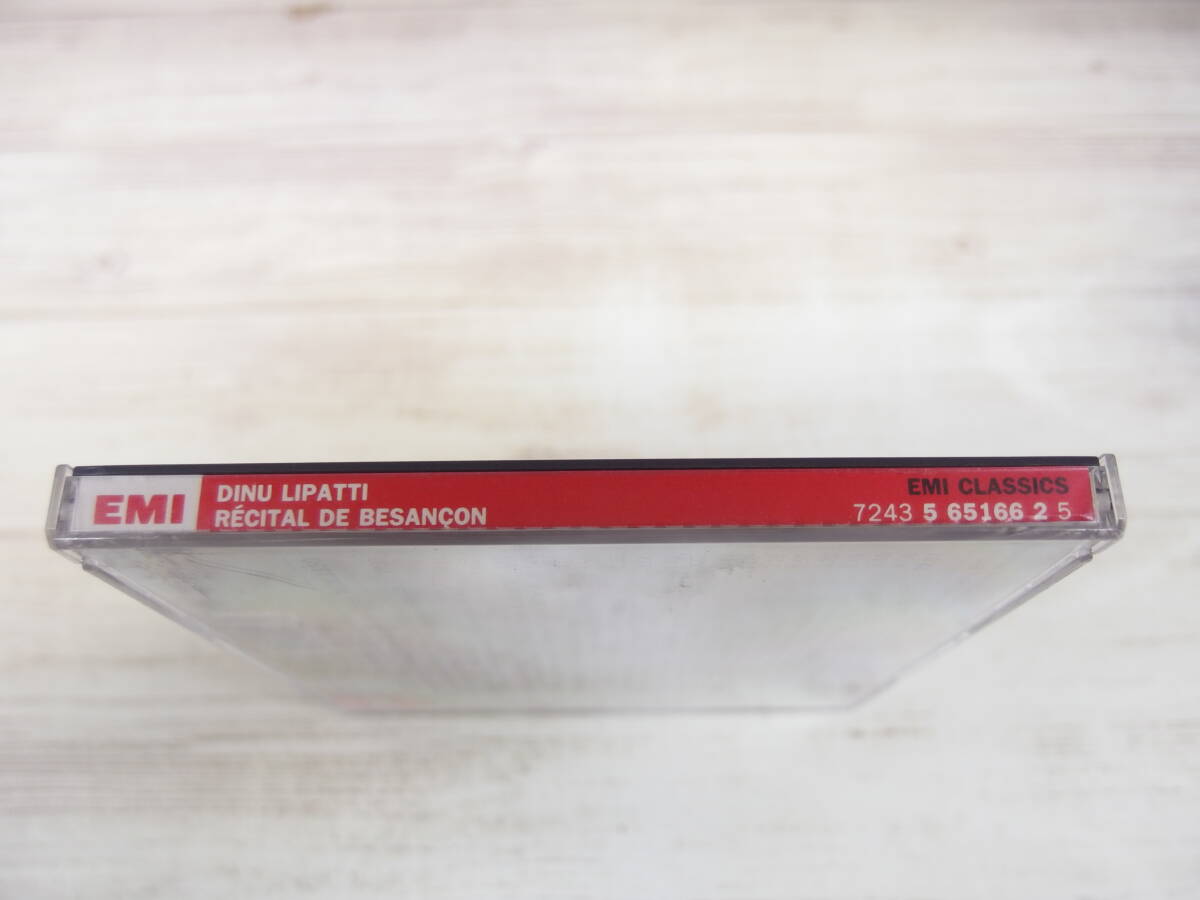 EMI
DINU LIPATTI
RÉCITAL DE BESANÇON
EMI CLASSICS
7243 5 65166 2 5